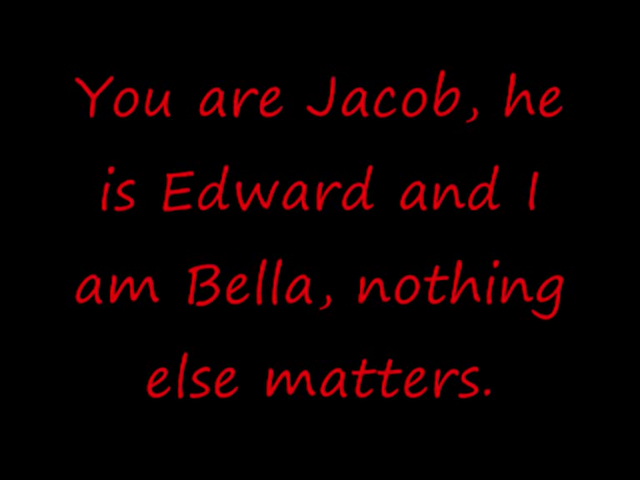 You are Jacob, he
is Edward and I
am Bella, nothing
else matters.